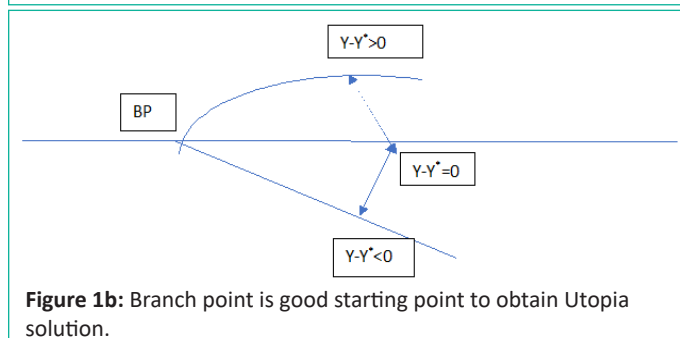 Y-Y*>0
BP
Y-Y*=0
Y-Y*<0
Figure 1b: Branch point is good starting point to obtain Utopia
solution.